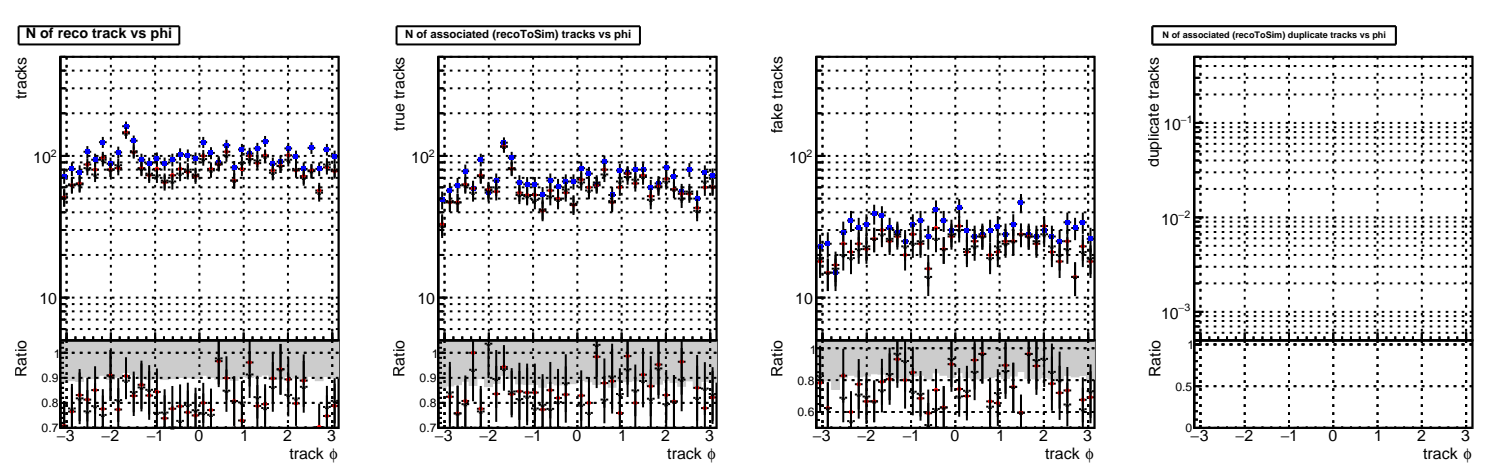 N of reco track vs phi
tracks
10²
10
Ratio
1
0.9
0.8
0.7
−3 −2 −1 0 1 2 3
track ϕ
N of associated (recoToSim) tracks vs phi
true tracks
10²
10
Ratio
1
0.9
0.8
0.7
−3 −2 −1 0 1 2 3
track ϕ
fake tracks
10²
10
Ratio
1
0.8
0.6
−3 −2 −1 0 1 2 3
track ϕ
N of associated (recoToSim) duplicate tracks vs phi
duplicate tracks
10⁻¹
10⁻²
10⁻³
Ratio
1
0.5
0
−3 −2 −1 0 1 2 3
track ϕ